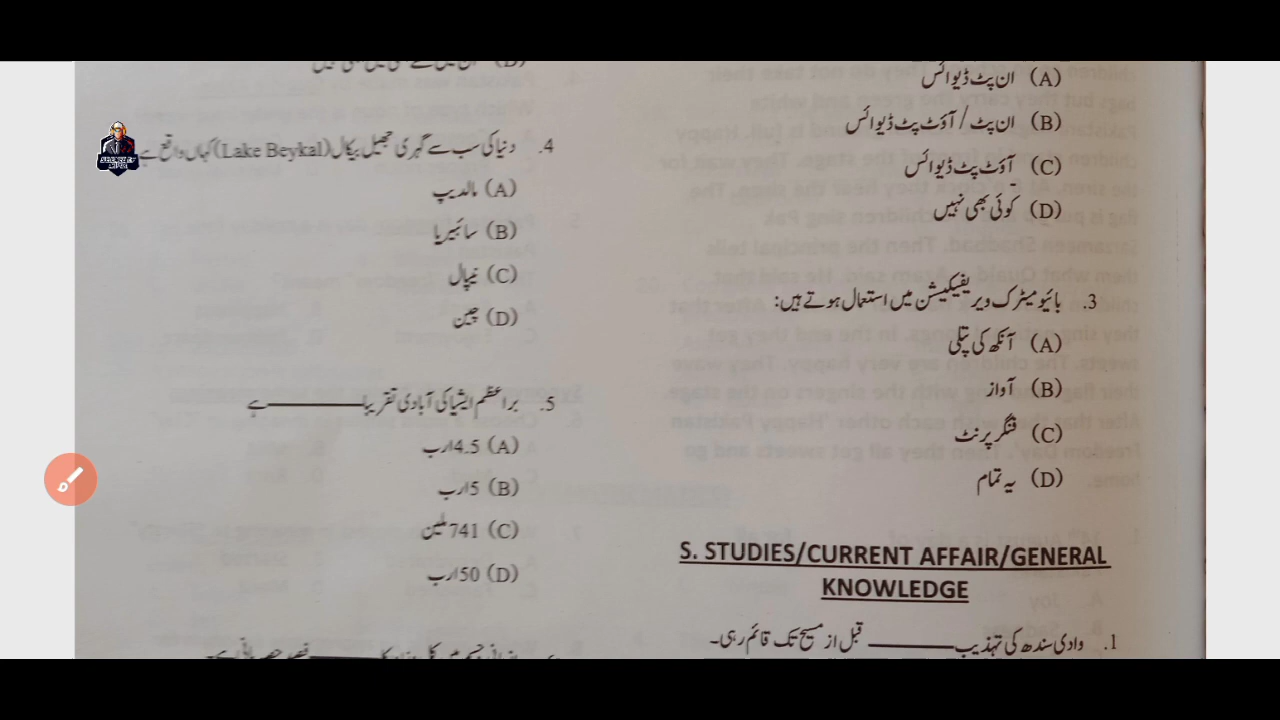 (A) ان پٹ ڈیوائس
(B) ان پٹ / آؤٹ پٹ ڈیوائس
(C) آؤٹ پٹ ڈیوائس
(D) کوئی بھی نہیں
3. بائیو میٹرک ویریفیکیشن میں استعمال ہوتے ہیں:
(A) آنکھ کی پتلی
(B) آواز
(C) فنگر پرنٹ
(D) یہ تمام
S. STUDIES/CURRENT AFFAIR/GENERAL
KNOWLEDGE
1. وادی سندھ کی تہذیب ـــــــــ قبل از مسیح تک قائم رہی۔
4. دنیا کی سب سے گہری جھیل بیکال (Lake Beykal) کہاں واقع ہے
(A) مالدیپ
(B) سائبیریا
(C) نیپال
(D) چین
5. براعظم ایشیا کی آبادی تقریبا ـــــــــ ہے
(A) 4.5 ارب
(B) 5 ارب
(C) 741 ملین
(D) 50 ارب